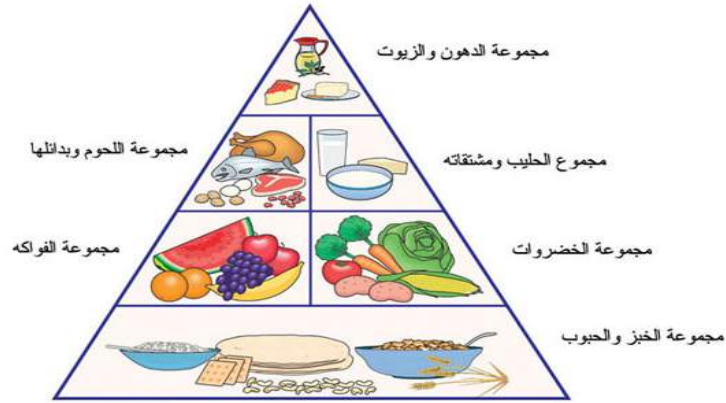 مجموعة الدهون والزيوت
مجموعة اللحوم وبدائلها
مجموع الحليب ومشتقاته
مجموعة الفواكه
مجموعة الخضروات
مجموعة الخبز والحبوب